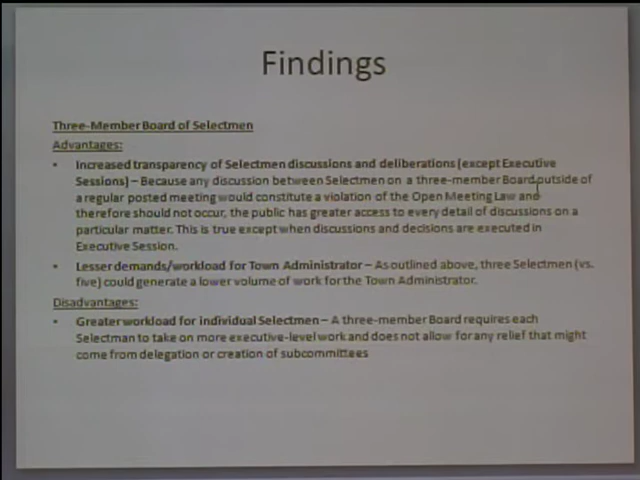 Findings
Three-Member Board of Selectmen
Advantages:
• Increased transparency of Selectmen discussions and deliberations (except Executive
Sessions) – Because any discussion between Selectmen on a three-member Board outside of
a regular posted meeting would constitute a violation of the Open Meeting Law and
therefore should not occur, the public has greater access to every detail of discussions on a
particular matter. This is true except when discussions and decisions are executed in
Executive Session.
• Lesser demands/workload for Town Administrator – As outlined above, three Selectmen (vs.
five) could generate a lower volume of work for the Town Administrator.
Disadvantages:
• Greater workload for individual Selectmen – A three-member Board requires each
Selectman to take on more executive-level work and does not allow for any relief that might
come from delegation or creation of subcommittees